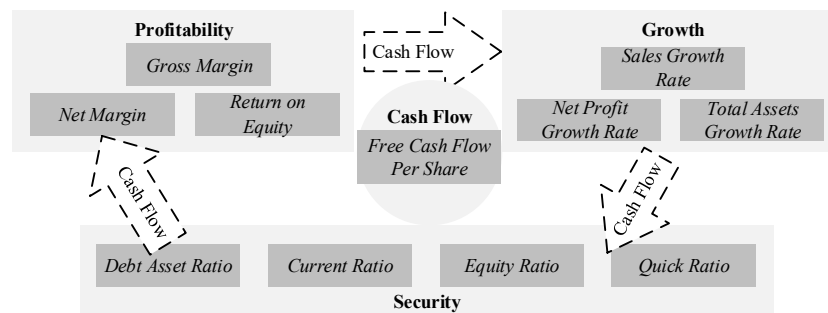 Profitability
Gross Margin
Net Margin
Return on
Equity
Cash Flow
Growth
Sales Growth
Rate
Net Profit
Growth Rate
Total Assets
Growth Rate
Cash Flow
Free Cash Flow
Per Share
Cash Flow
Cash Flow
Debt Asset Ratio
Current Ratio
Equity Ratio
Quick Ratio
Security